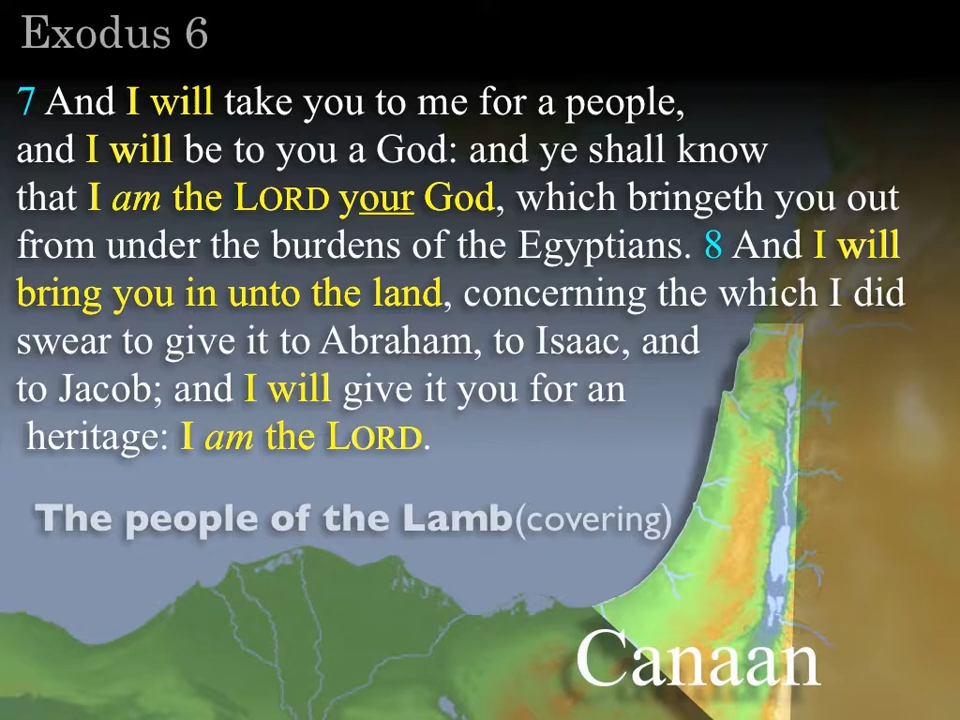 Exodus 6
7 And I will take you to me for a people,
and I will be to you a God: and ye shall know
that I am the LORD your God, which bringeth you out
from under the burdens of the Egyptians. 8 And I will
bring you in unto the land, concerning the which I did
swear to give it to Abraham, to Isaac, and
to Jacob; and I will give it you for an
heritage: I am the LORD.
The people of the Lamb(covering)
Canaan